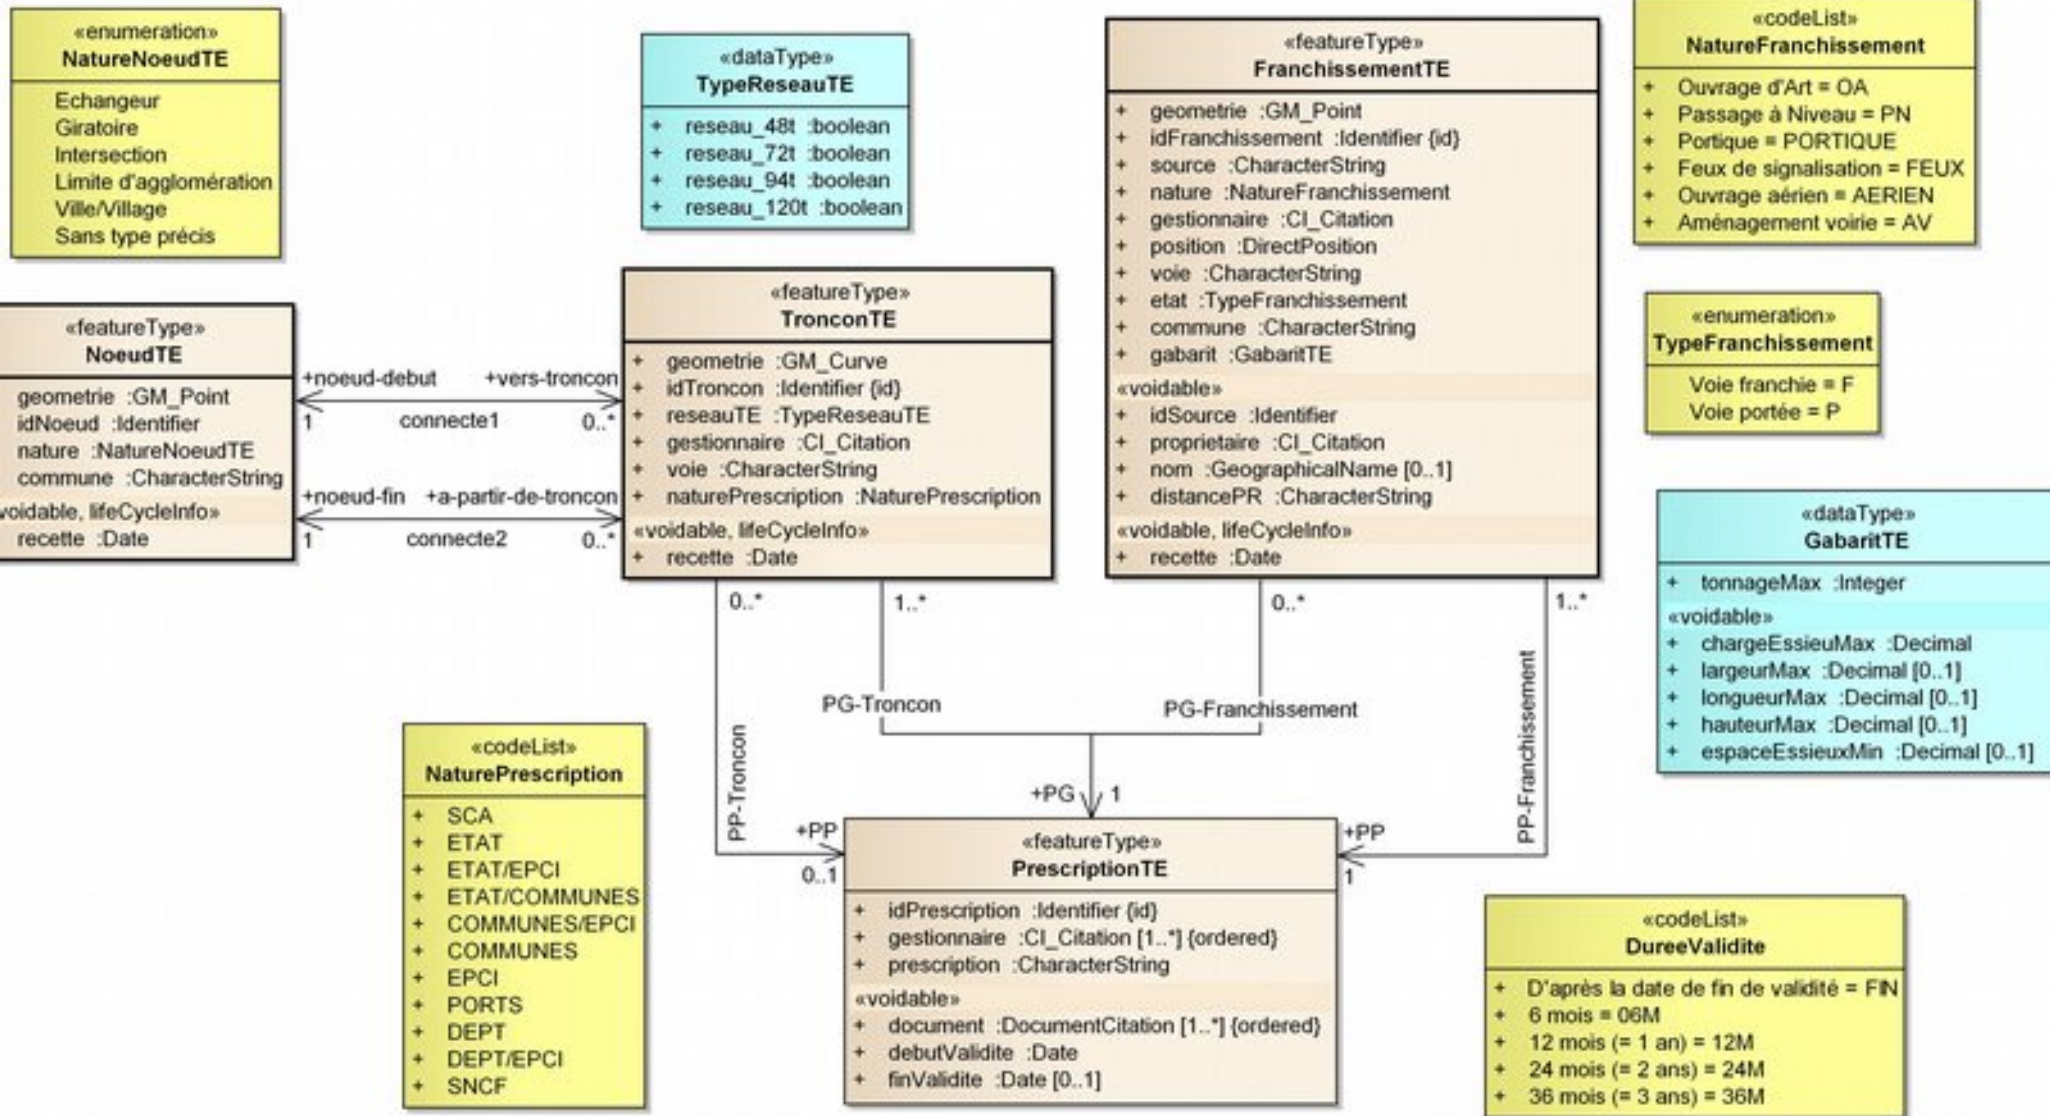 «enumeration»
NatureNoeudTE
Echangeur
Giratoire
Intersection
Limite d'agglomération
Ville/Village
Sans type précis
«dataType»
TypeReseauTE
+ reseau_48t :boolean
+ reseau_72t :boolean
+ reseau_94t :boolean
+ reseau_120t :boolean
«featureType»
FranchissementTE
+ geometrie :GM_Point
+ idFranchissement :Identifier {id}
+ source :CharacterString
+ nature :NatureFranchissement
+ gestionnaire :CI_Citation
+ position :DirectPosition
+ voie :CharacterString
+ etat :TypeFranchissement
+ commune :CharacterString
+ gabarit :GabaritTE
«voidable»
+ idSource :Identifier
+ proprietaire :CI_Citation
+ nom :GeographicalName [0..1]
+ distancePR :CharacterString
«voidable, lifeCycleInfo»
+ recette :Date
«codeList»
NatureFranchissement
+ Ouvrage d'Art = OA
+ Passage à Niveau = PN
+ Portique = PORTIQUE
+ Feux de signalisation = FEUX
+ Ouvrage aérien = AERIEN
+ Aménagement voirie = AV
«enumeration»
TypeFranchissement
Voie franchie = F
Voie portée = P
«featureType»
NoeudTE
geometrie :GM_Point
idNoeud :Identifier
nature :NatureNoeudTE
commune :CharacterString
voidable, lifeCycleInfo»
recette :Date
+noeud-debut +vers-troncon
1 connecte1 0..*
+noeud-fin +a-partir-de-troncon
1 connecte2 0..*
«featureType»
TronconTE
+ geometrie :GM_Curve
+ idTroncon :Identifier {id}
+ reseauTE :TypeReseauTE
+ gestionnaire :CI_Citation
+ voie :CharacterString
+ naturePrescription :NaturePrescription
«voidable, lifeCycleInfo»
+ recette :Date
«dataType»
GabaritTE
+ tonnageMax :Integer
«voidable»
+ chargeEssieuMax :Decimal
+ largeurMax :Decimal [0..1]
+ longueurMax :Decimal [0..1]
+ hauteurMax :Decimal [0..1]
+ espaceEssieuxMin :Decimal [0..1]
0..* 1..* 0..* 1..*
PG-Troncon
PG-Franchissement
PP-Troncon
PP-Franchissement
+PG 1
+PP
0..1
+PP
1
«codeList»
NaturePrescription
+ SCA
+ ETAT
+ ETAT/EPCI
+ ETAT/COMMUNES
+ COMMUNES/EPCI
+ COMMUNES
+ EPCI
+ PORTS
+ DEPT
+ DEPT/EPCI
+ SNCF
«featureType»
PrescriptionTE
+ idPrescription :Identifier {id}
+ gestionnaire :CI_Citation [1..*] {ordered}
+ prescription :CharacterString
«voidable»
+ document :DocumentCitation [1..*] {ordered}
+ debutValidite :Date
+ finValidite :Date [0..1]
«codeList»
DureeValidite
+ D'après la date de fin de validité = FIN
+ 6 mois = 06M
+ 12 mois (= 1 an) = 12M
+ 24 mois (= 2 ans) = 24M
+ 36 mois (= 3 ans) = 36M